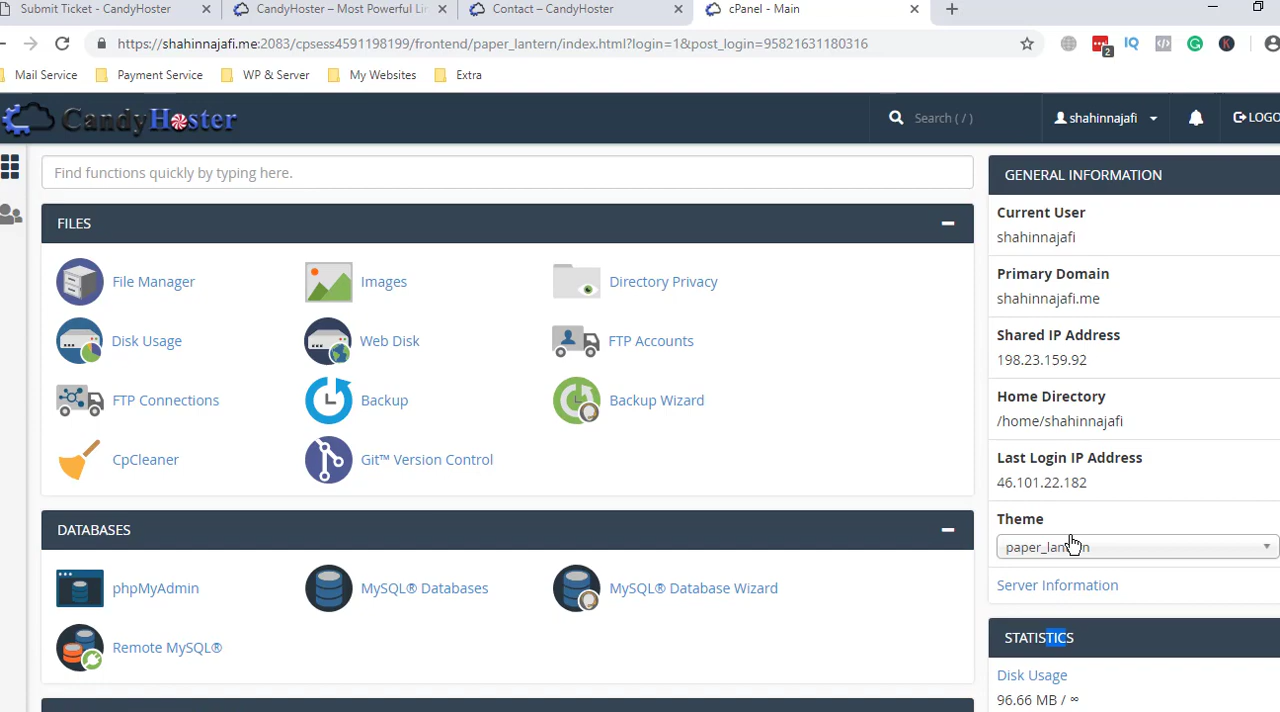 Submit Ticket - CandyHoster
CandyHoster – Most Powerful Li
Contact – CandyHoster
cPanel - Main
https://shahinnajafi.me:2083/cpsess4591198199/frontend/paper_lantern/index.html?login=1&post_login=95821631180316
2
IQ
K
Mail Service
Payment Service
WP & Server
My Websites
Extra
CandyHoster
Search ( / )
shahinnajafi
LOGO
Find functions quickly by typing here.
FILES
File Manager
Images
Directory Privacy
Disk Usage
Web Disk
FTP Accounts
FTP Connections
Backup
Backup Wizard
CpCleaner
Git™ Version Control
DATABASES
phpMyAdmin
MySQL® Databases
MySQL® Database Wizard
Remote MySQL®
GENERAL INFORMATION
Current User
shahinnajafi
Primary Domain
shahinnajafi.me
Shared IP Address
198.23.159.92
Home Directory
/home/shahinnajafi
Last Login IP Address
46.101.22.182
Theme
paper_lantern
Server Information
STATISTICS
Disk Usage
96.66 MB / ∞